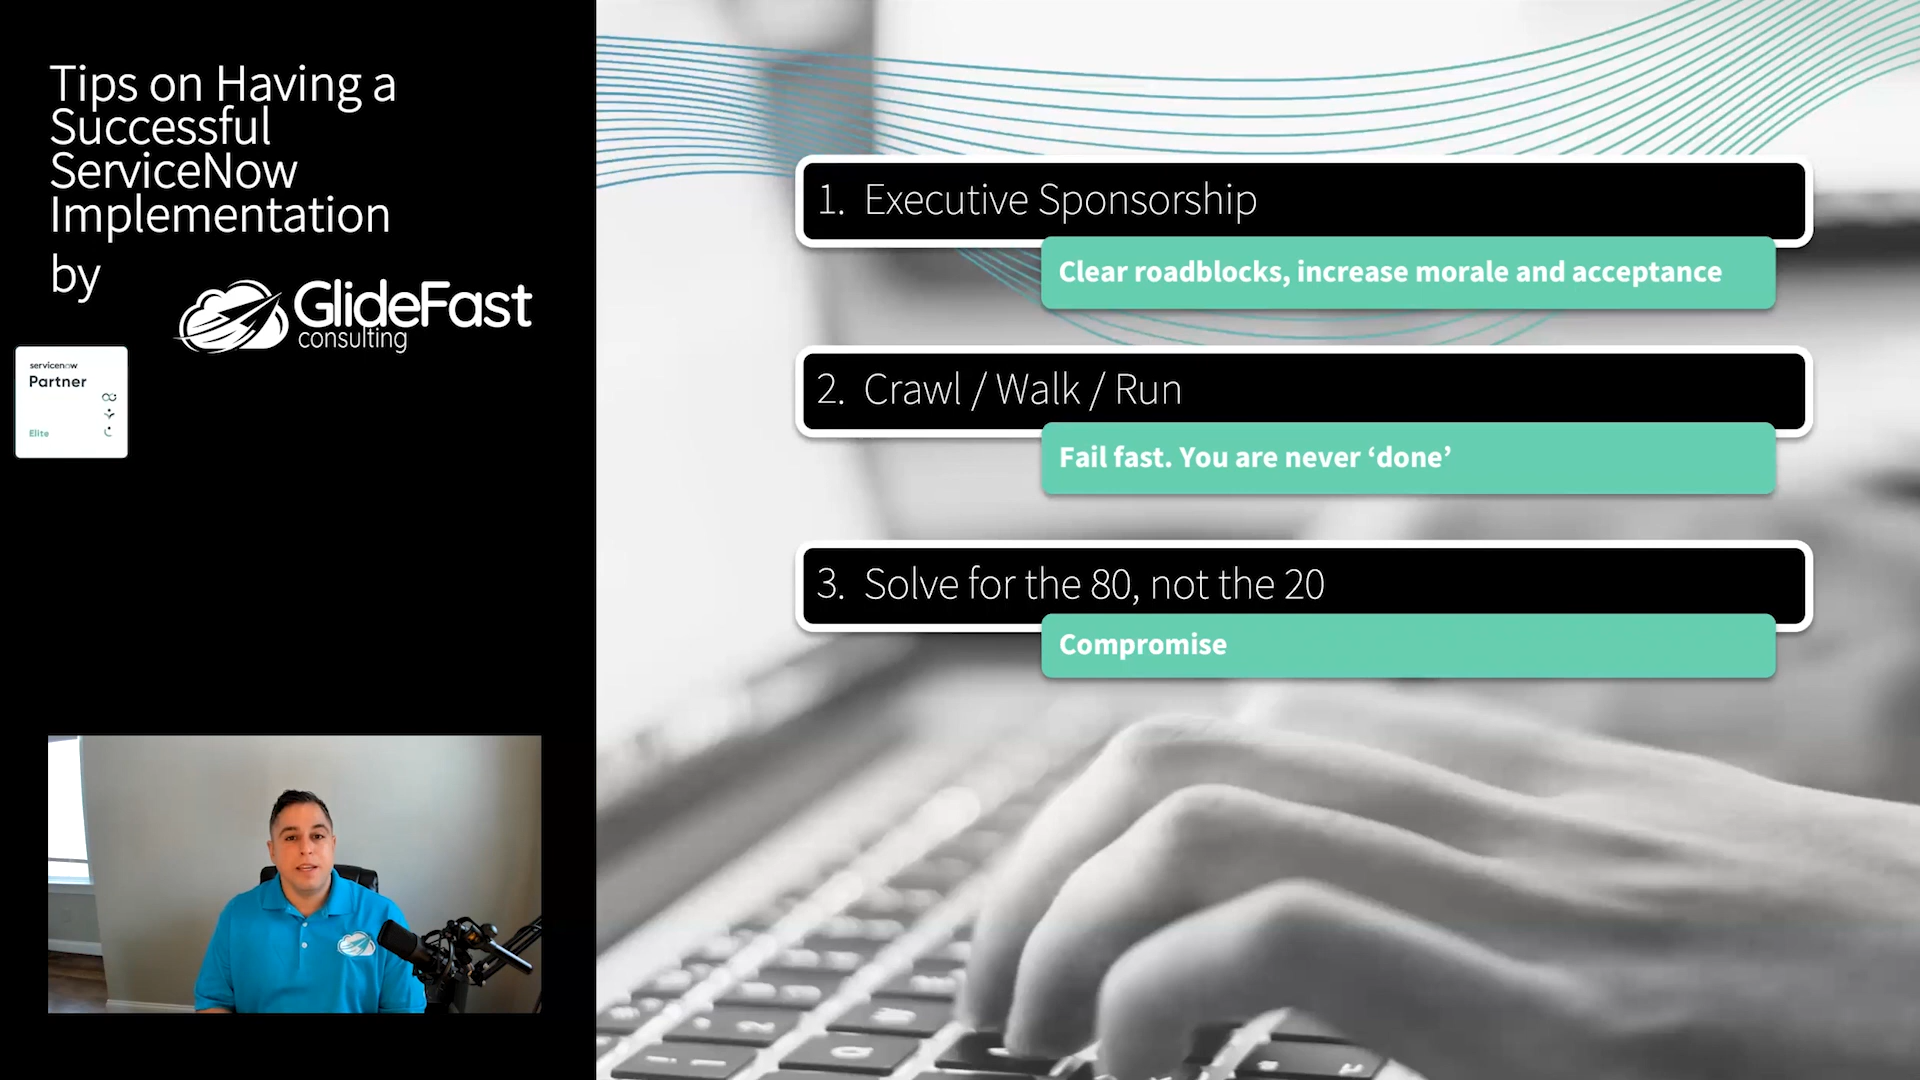 Tips on Having a
Successful
ServiceNow
Implementation
by
GlideFast
consulting
servicenow
Partner
Elite
1. Executive Sponsorship
Clear roadblocks, increase morale and acceptance
2. Crawl / Walk / Run
Fail fast. You are never ‘done’
3. Solve for the 80, not the 20
Compromise